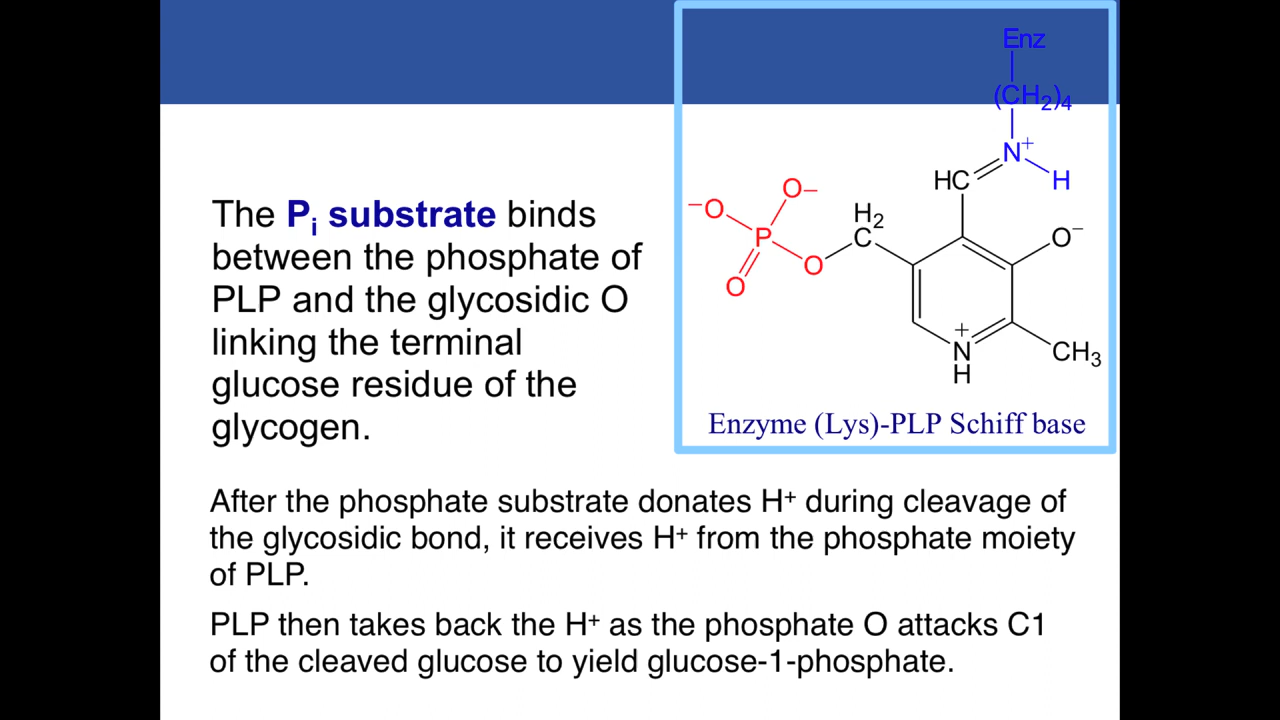 The Pᵢ substrate binds
between the phosphate of
PLP and the glycosidic O
linking the terminal
glucose residue of the
glycogen.
Enz
(CH₂)₄
N⁺
H
HC
O⁻
⁻O
H₂
C
P
O
O
O⁻
+
N
H
CH₃
Enzyme (Lys)-PLP Schiff base
After the phosphate substrate donates H⁺ during cleavage of
the glycosidic bond, it receives H⁺ from the phosphate moiety
of PLP.
PLP then takes back the H⁺ as the phosphate O attacks C1
of the cleaved glucose to yield glucose-1-phosphate.